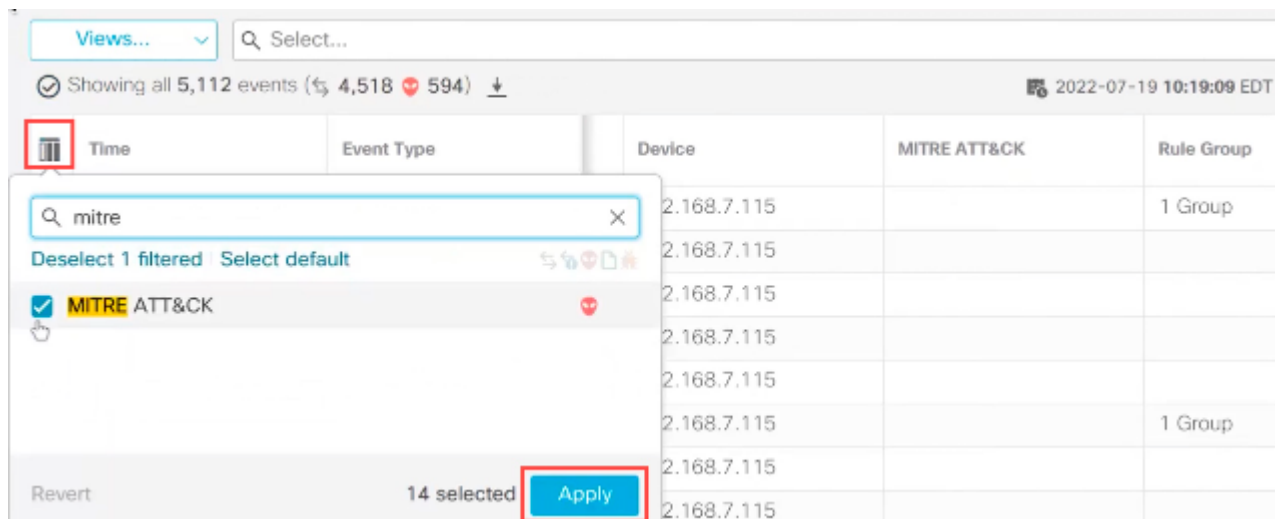 Views...
Select...
Showing all 5,112 events (4,518 594)
2022-07-19 10:19:09 EDT
Time Event Type Device MITRE ATT&CK Rule Group
mitre
2.168.7.115 1 Group
Deselect 1 filtered Select default
2.168.7.115
MITRE ATT&CK
2.168.7.115
2.168.7.115
2.168.7.115
2.168.7.115 1 Group
2.168.7.115
Revert 14 selected Apply
2.168.7.115